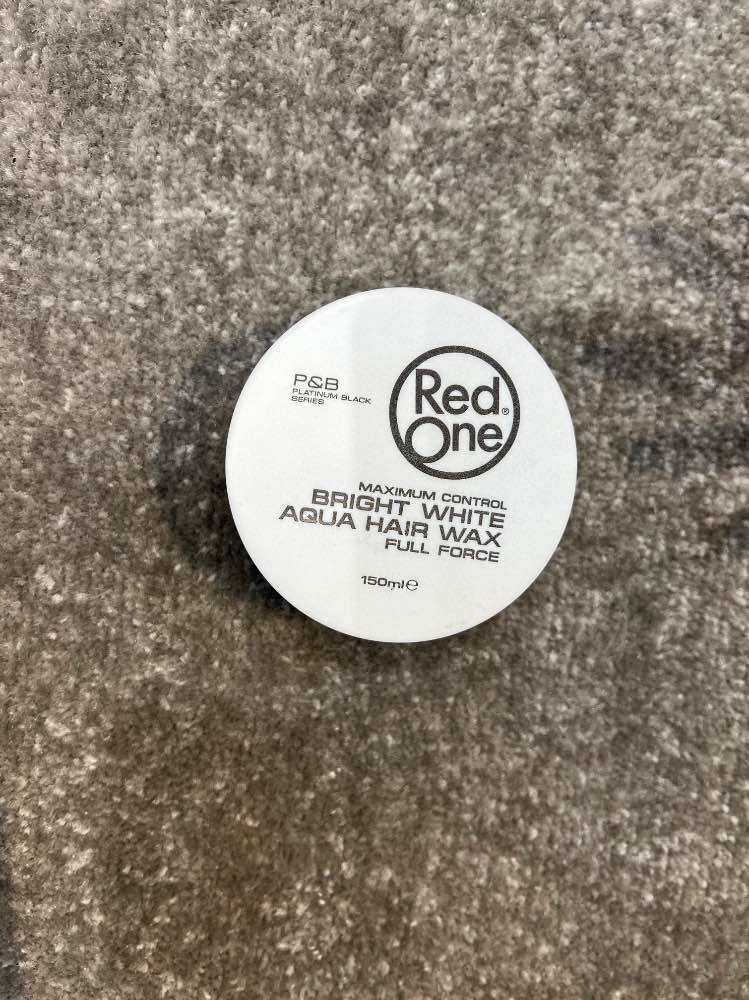 P&B
PLATINUM BLACK
SERIES
Red
One®
MAXIMUM CONTROL
BRIGHT WHITE
AQUA HAIR WAX
FULL FORCE
150ml℮